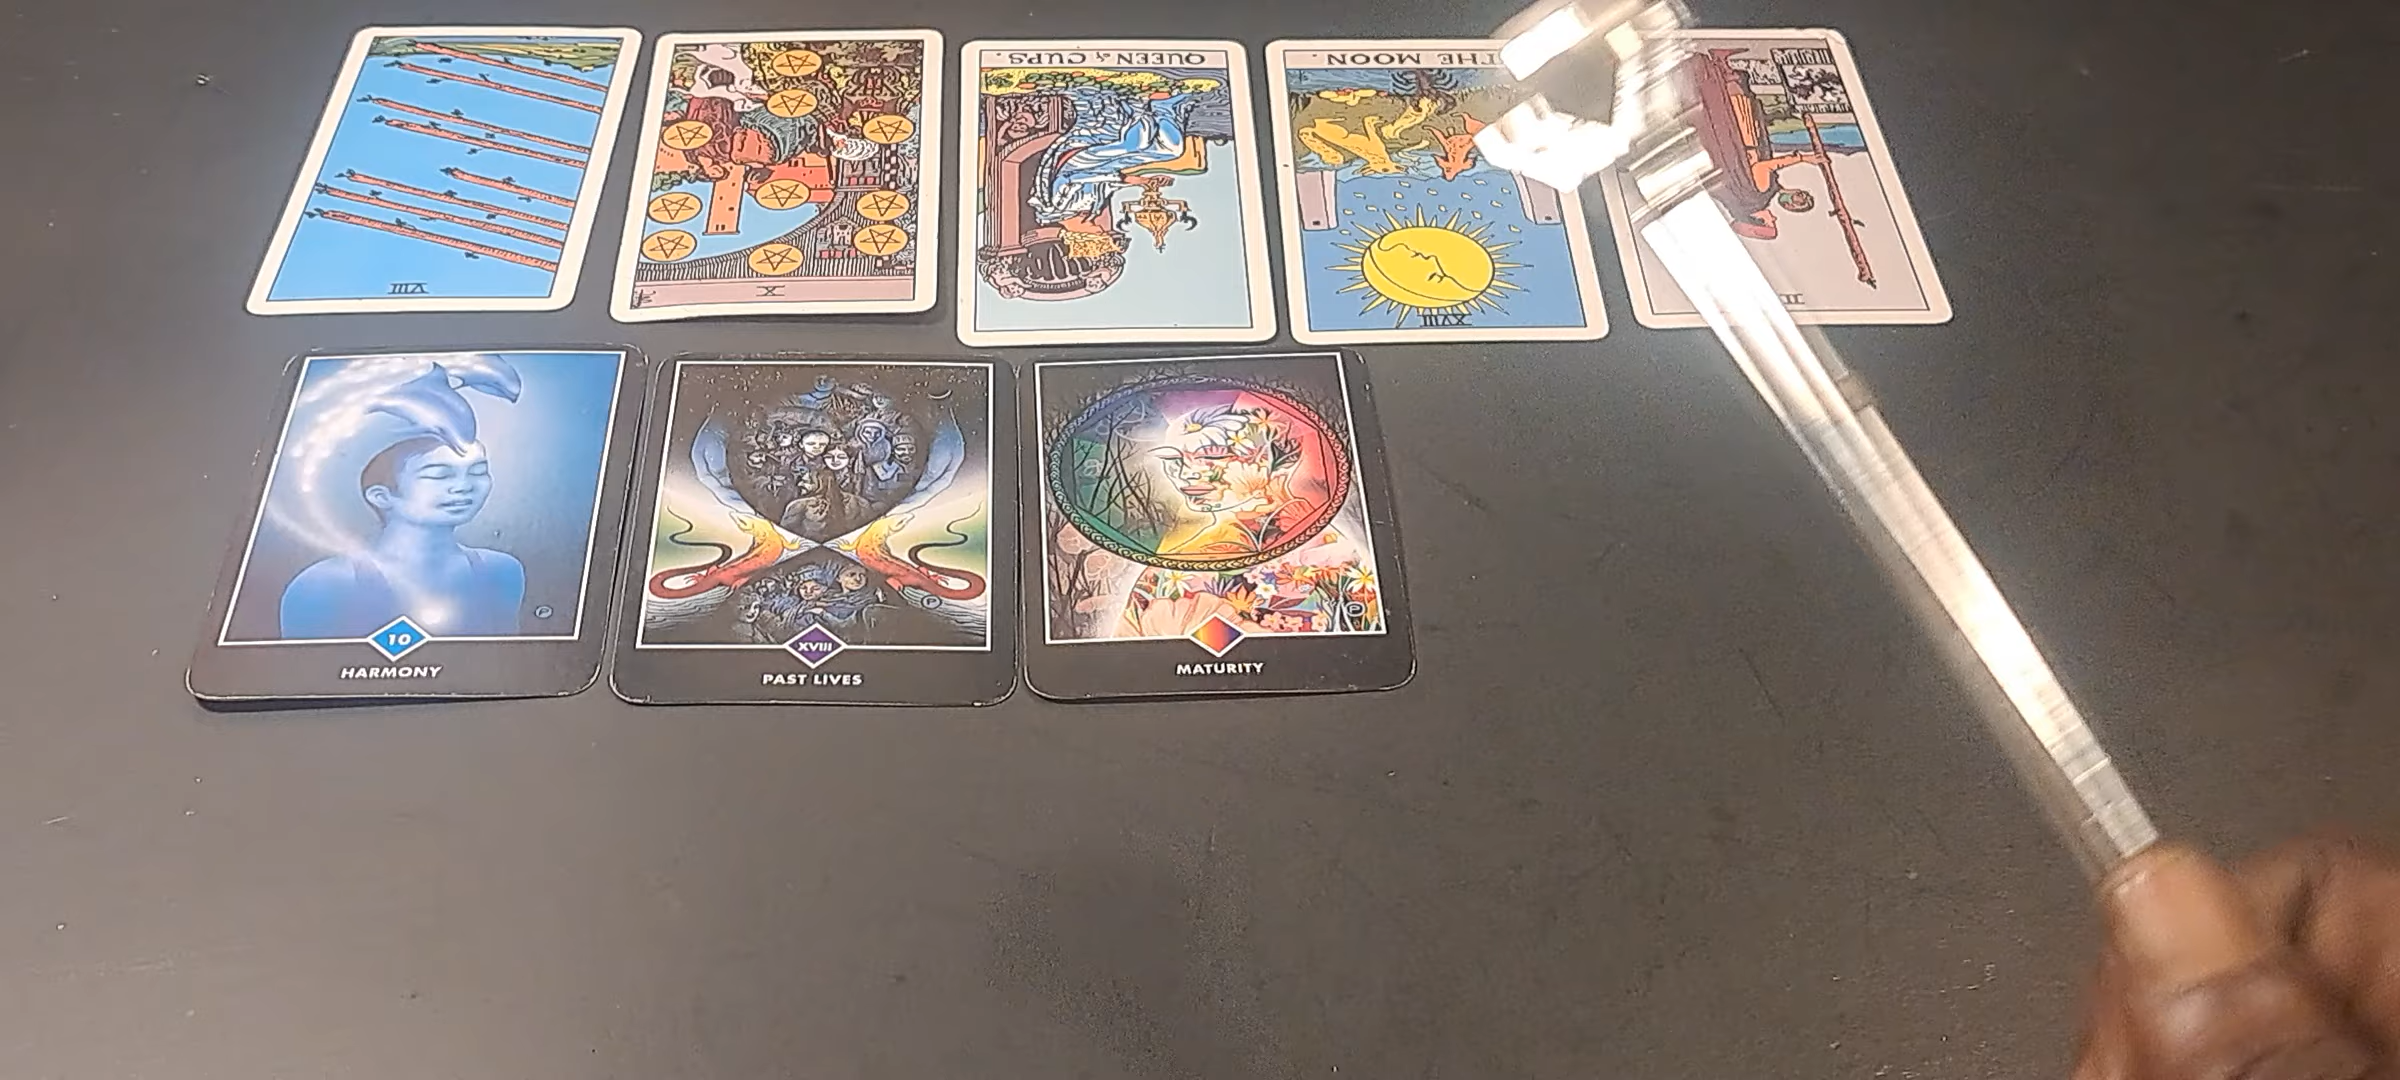 QUEEN of CUPS.
THE MOON.
VIII
X
XVIII
10
HARMONY
XVIII
PAST LIVES
MATURITY